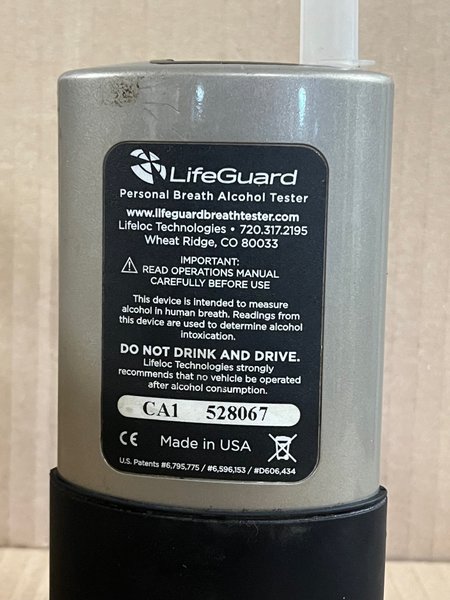 LifeGuard
Personal Breath Alcohol Tester
www.lifeguardbreathtester.com
Lifeloc Technologies • 720.317.2195
Wheat Ridge, CO 80033
IMPORTANT:
READ OPERATIONS MANUAL
CAREFULLY BEFORE USE
This device is intended to measure
alcohol in human breath. Readings from
this device are used to determine alcohol
intoxication.
DO NOT DRINK AND DRIVE.
Lifeloc Technologies strongly
recommends that no vehicle be operated
after alcohol consumption.
CA1 528067
CE Made in USA
U.S. Patents #6,795,775 / #6,596,153 / #D606,434